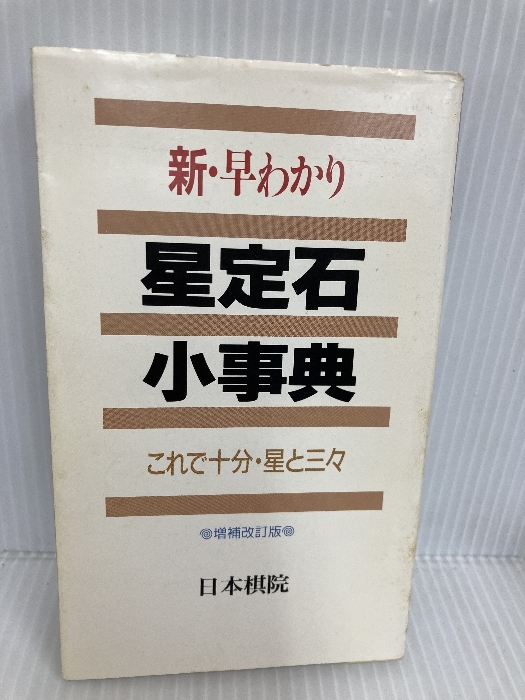 新・早わかり
星定石
小事典
これで十分・星と三々
◎増補改訂版◎
日本棋院